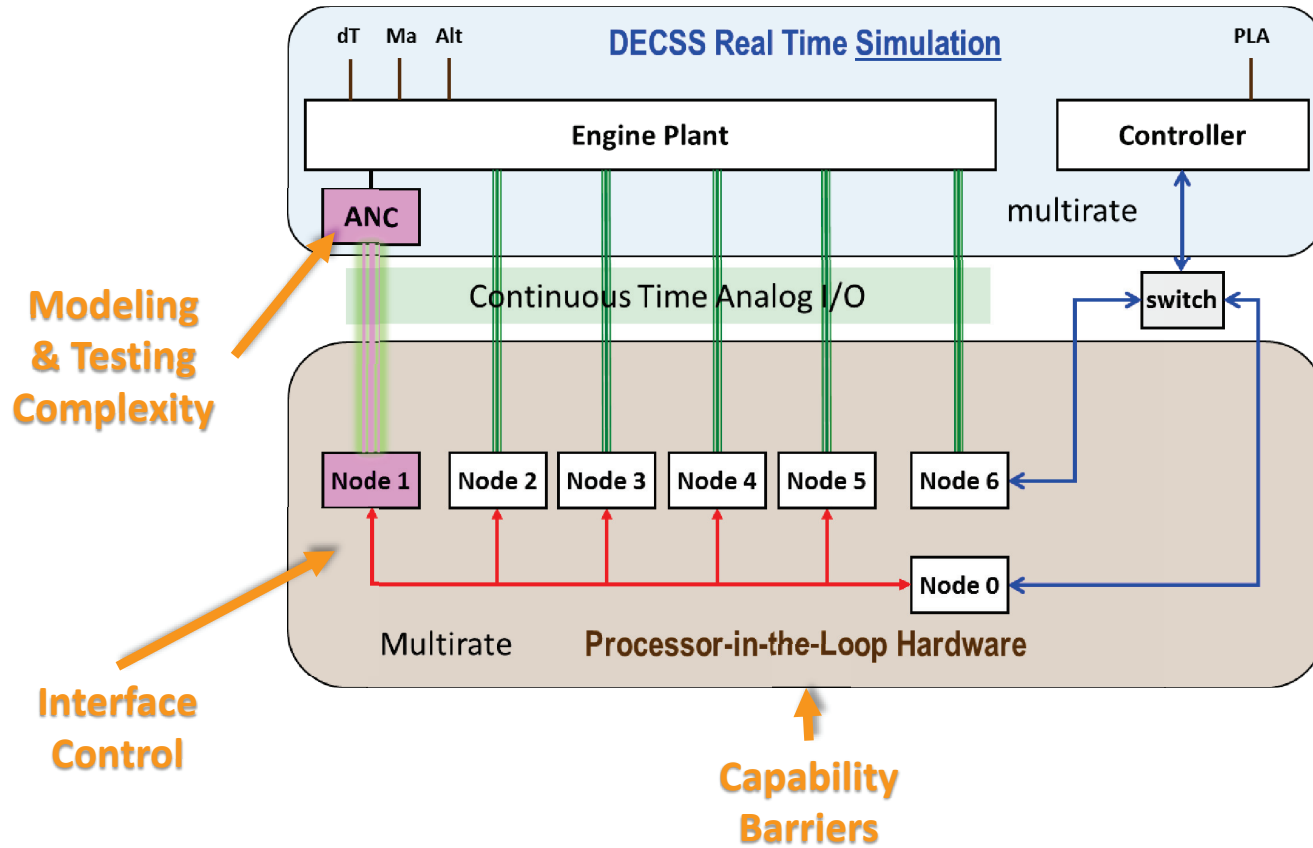 dT Ma Alt
DECSS Real Time Simulation
PLA
Engine Plant
Controller
ANC
multirate
Modeling
& Testing
Complexity
Continuous Time Analog I/O
switch
Node 1 Node 2 Node 3 Node 4 Node 5 Node 6
Node 0
Multirate
Processor-in-the-Loop Hardware
Interface
Control
Capability
Barriers